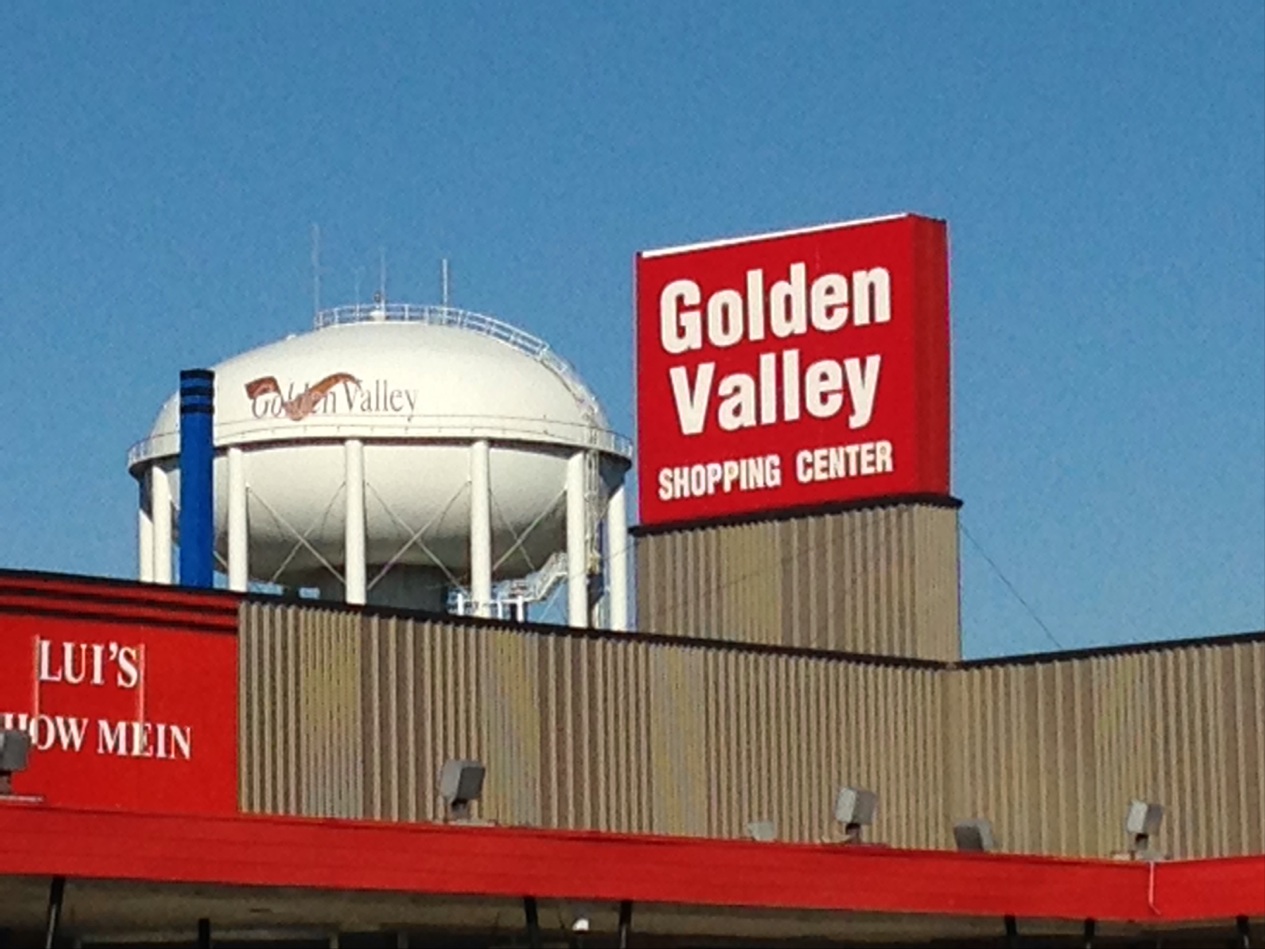 Golden Valley
Golden
Valley
SHOPPING CENTER
LUI'S
HOW MEIN